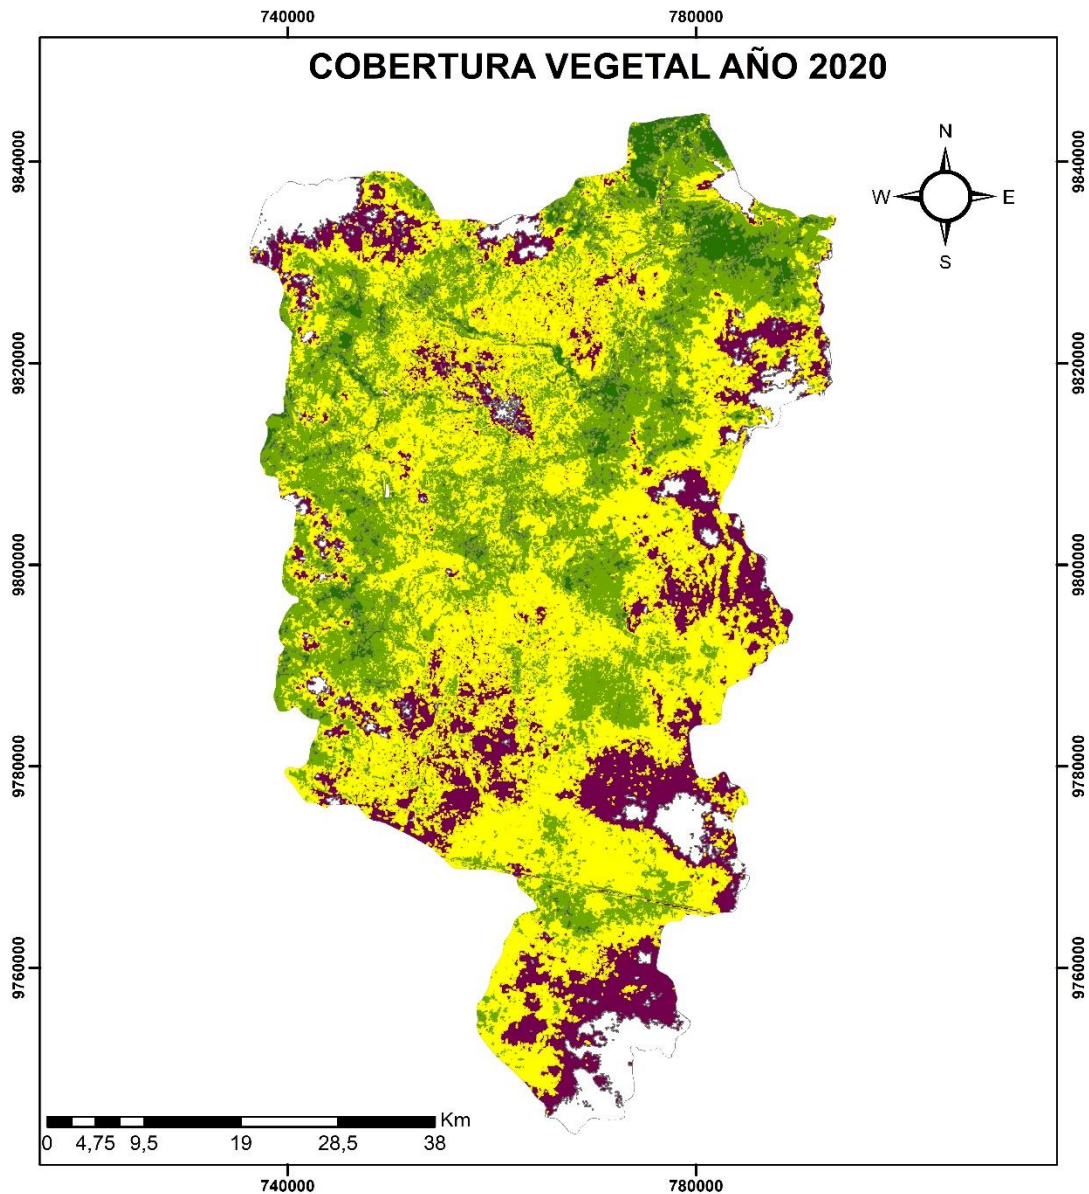 740000 780000
COBERTURA VEGETAL AÑO 2020
N
W E
S
9840000 9840000
9820000 9820000
9800000 9800000
9780000 9780000
9760000 9760000
Km
0 4,75 9,5 19 28,5 38
740000 780000